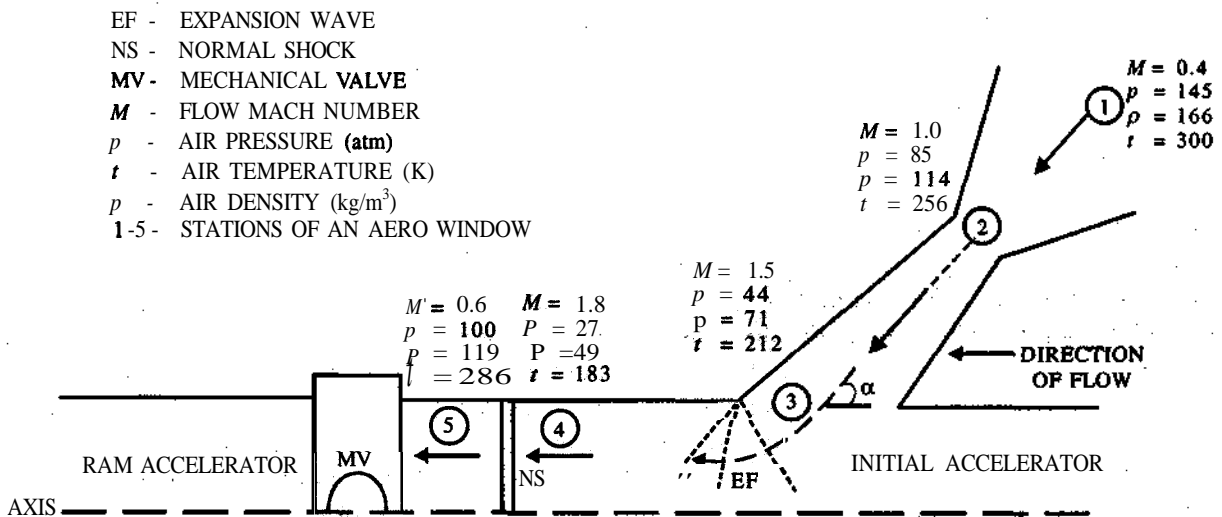 EF - EXPANSION WAVE
NS - NORMAL SHOCK
MV - MECHANICAL VALVE
M - FLOW MACH NUMBER
p - AIR PRESSURE (atm)
t - AIR TEMPERATURE (K)
p - AIR DENSITY (kg/m³)
1-5 - STATIONS OF AN AERO WINDOW
M = 0.4
p = 145
ρ = 166
t = 300
1
M = 1.0
p = 85
p = 114
t = 256
2
M = 1.5
p = 44
p = 71
t = 212
M' = 0.6
p = 100
P = 119
l = 286
M = 1.8
P = 27
P =49
t = 183
DIRECTION
OF FLOW
α
3
5
4
RAM ACCELERATOR
MV
NS
EF
INITIAL ACCELERATOR
AXIS